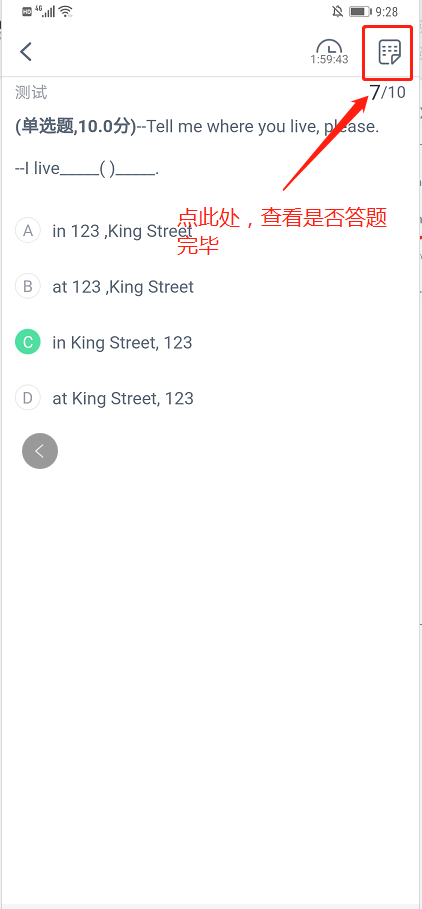 HD 46 9:28
1:59:43
测试 7/10
(单选题,10.0分)--Tell me where you live, please.
--I live_____( )_____.
点此处，查看是否答题
完毕
A in 123 ,King Street
B at 123 ,King Street
C in King Street, 123
D at King Street, 123